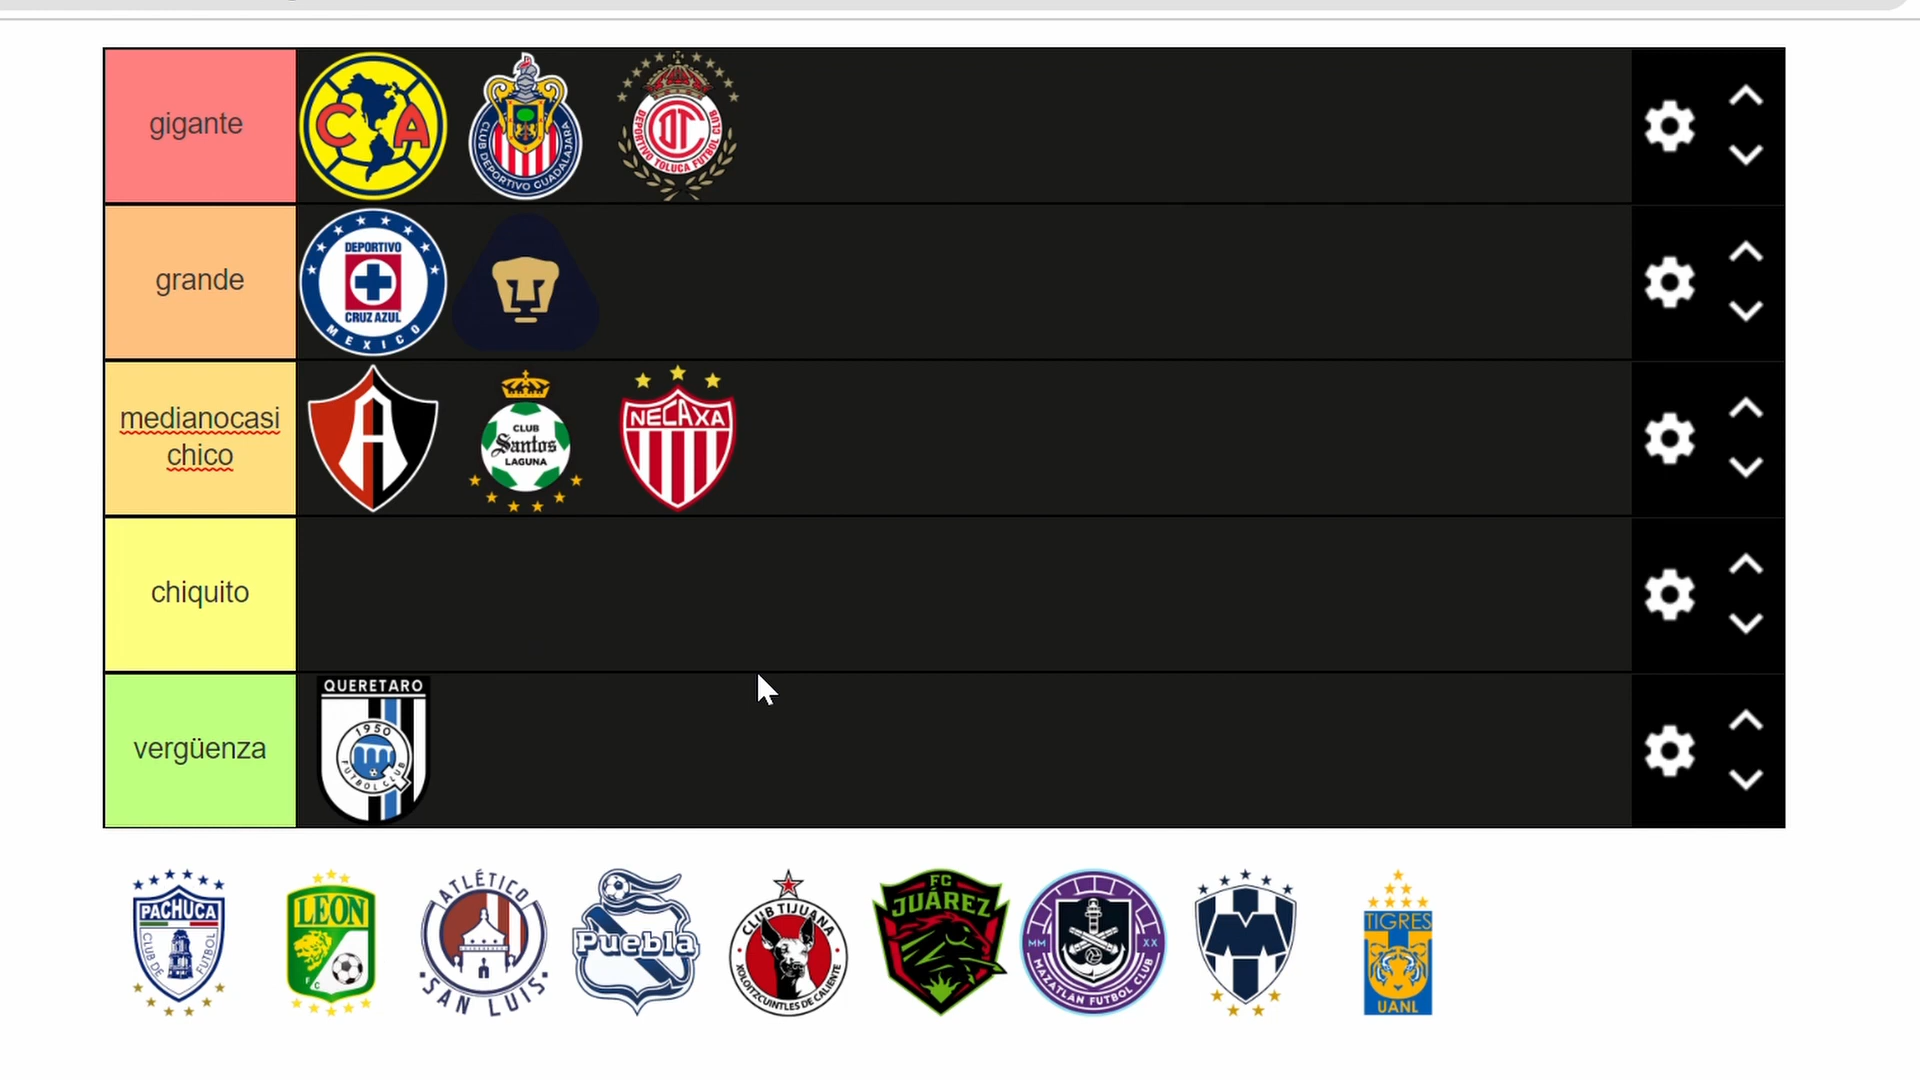 gigante
C A
CLUB DEPORTIVO GUADALAJARA
DT
DEPORTIVO TOLUCA FUTBOL CLUB
grande
DEPORTIVO
CRUZ AZUL
MEXICO
medianocasi
chico
A
CLUB
Santos
LAGUNA
NECAXA
chiquito
vergüenza
QUERETARO
1950
FUTBOL CLUB
PACHUCA
CLUB DE FUTBOL
LEON
ATLÉTICO
SAN LUIS
Puebla
CLUB TIJUANA
XOLOITZCUINTLES DE CALIENTE
FC
JUÁREZ
MM XX
MAZATLAN FUTBOL CLUB
M
TIGRES
UANL